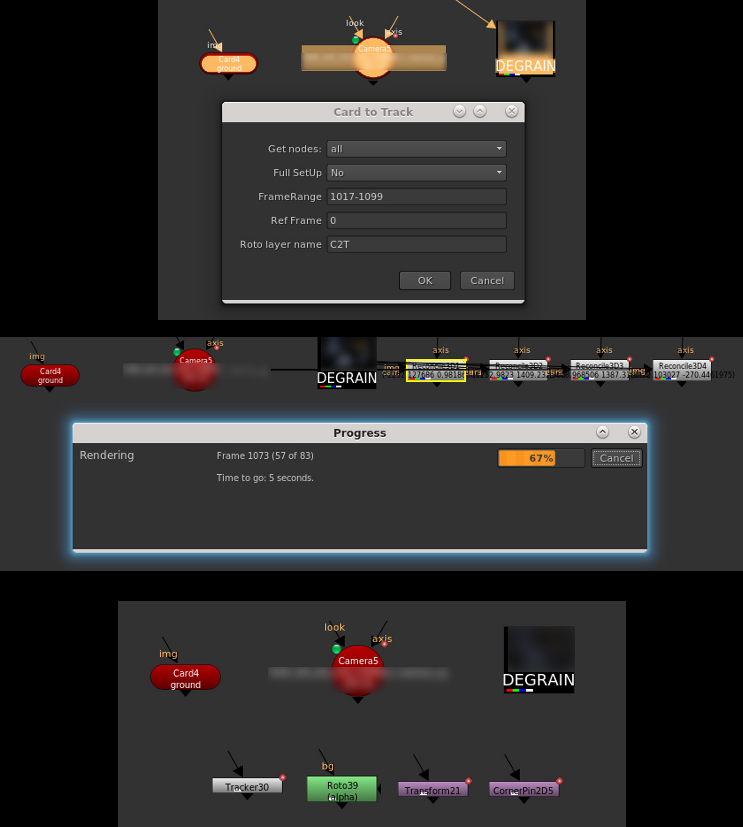 look
img
axis
Card4
ground
Camera5
DEGRAIN
Card to Track
Get nodes: all
Full SetUp No
FrameRange 1017-1099
Ref Frame 0
Roto layer name C2T
OK Cancel
axis axis axis axis axis
img
Card4
ground
Camera5
DEGRAIN
Reconcile3D2 Reconcile3D3 Reconcile3D4
Progress
Rendering Frame 1073 (57 of 83) 67% Cancel
Time to go: 5 seconds.
look
axis
img
Card4
ground
Camera5
DEGRAIN
bg
Tracker30 Roto39 Transform21 CornerPin2D5
(alpha)